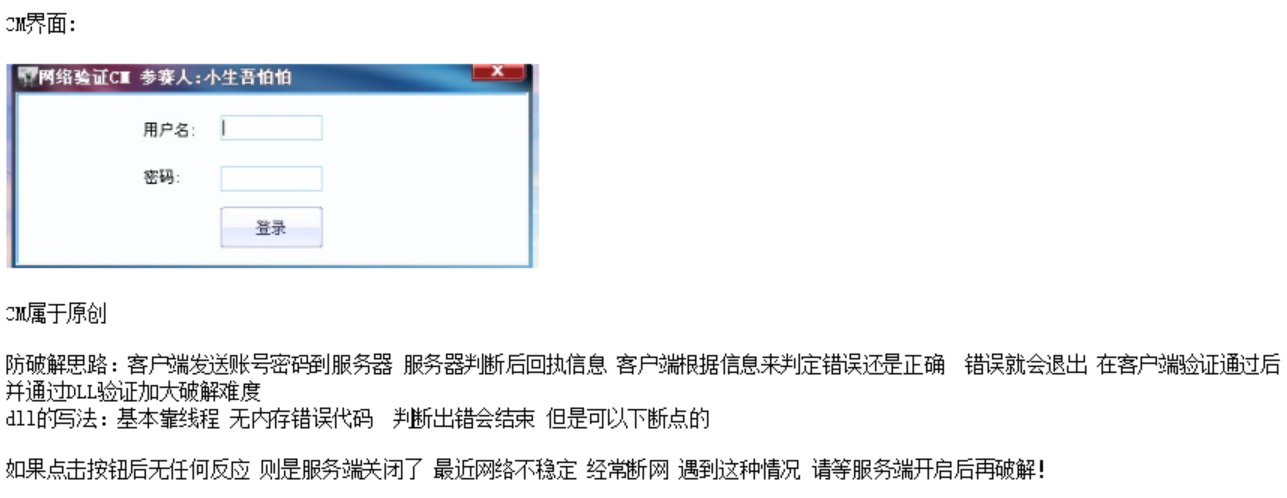 CM界面:
网络验证CM 参赛人:小生吾怕怕
用户名:
密码:
登录
CM属于原创
防破解思路: 客户端发送账号密码到服务器 服务器判断后回执信息 客户端根据信息来判定错误还是正确 错误就会退出 在客户端验证通过后
并通过DLL验证加大破解难度
dll的写法: 基本靠线程 无内存错误代码 判断出错会结束 但是可以下断点的
如果点击按钮后无任何反应 则是服务端关闭了 最近网络不稳定 经常断网 遇到这种情况 请等服务端开启后再破解!